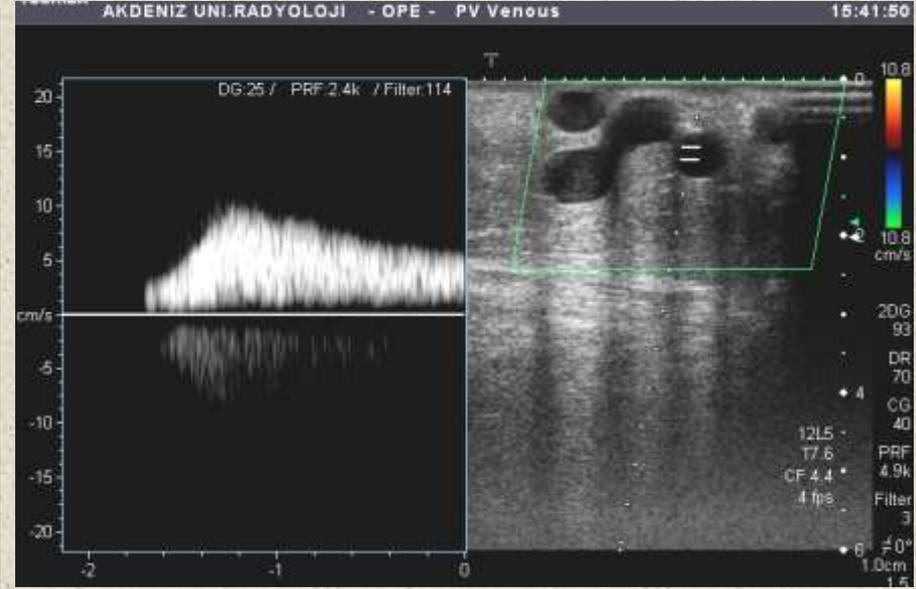 AKDENIZ UNI.RADYOLOJI - OPE - PV Venous 15:41:50
DG:25 / PRF:2.4k / Filter:114
20
15
10
5
cm/s
-5
-10
-15
-20
-2 -1 0
0
2
4
6
10.8
10.8
cm/s
2DG
93
DR
70
CG
40
PRF
4.9k
Filter
3
≠0°
1.0cm
1.5
12L5
T7.6
CF 4.4
4 fps